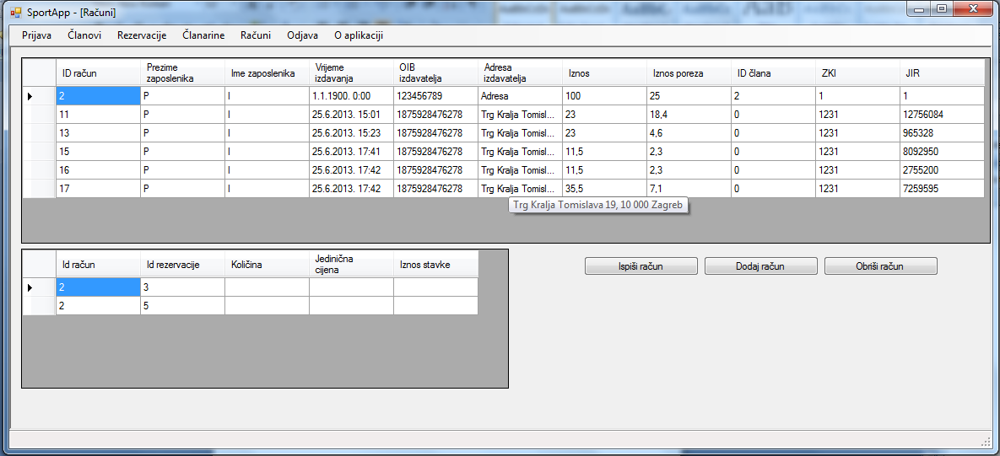 SportApp - [Računi]
Prijava Članovi Rezervacije Članarine Računi Odjava O aplikaciji
ID račun Prezime zaposlenika Ime zaposlenika Vrijeme izdavanja OIB izdavatelja Adresa izdavatelja Iznos Iznos poreza ID člana ZKI JIR
2 P I 1.1.1900. 0:00 123456789 Adresa 100 25 2 1 1
11 P I 25.6.2013. 15:01 1875928476278 Trg Kralja Tomisl... 23 18,4 0 1231 12756084
13 P I 25.6.2013. 15:23 1875928476278 Trg Kralja Tomisl... 23 4,6 0 1231 965328
15 P I 25.6.2013. 17:41 1875928476278 Trg Kralja Tomisl... 11,5 2,3 0 1231 8092950
16 P I 25.6.2013. 17:42 1875928476278 Trg Kralja Tomisl... 11,5 2,3 0 1231 2755200
17 P I 25.6.2013. 17:42 1875928476278 Trg Kralja Tomisl... 35,5 7,1 0 1231 7259595
Trg Kralja Tomislava 19, 10 000 Zagreb
Id račun Id rezervacije Količina Jedinična cijena Iznos stavke
2 3
2 5
Ispiši račun Dodaj račun Obriši račun